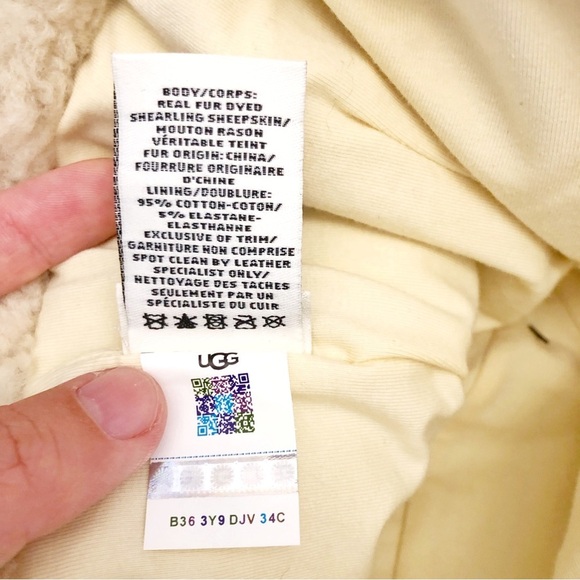 BODY/CORPS:
REAL FUR DYED
SHEARLING SHEEPSKIN/
MOUTON RASON
VÉRITABLE TEINT
FUR ORIGIN: CHINA/
FOURRURE ORIGINAIRE
D'CHINE
LINING/DOUBLURE:
95% COTTON-COTON/
5% ELASTANE-
ELASTHANNE
EXCLUSIVE OF TRIM/
GARNITURE NON COMPRISE
SPOT CLEAN BY LEATHER
SPECIALIST ONLY/
NETTOYAGE DES TACHES
SEULEMENT PAR UN
SPÉCIALISTE DU CUIR
UGG
B36 3Y9 DJV 34C